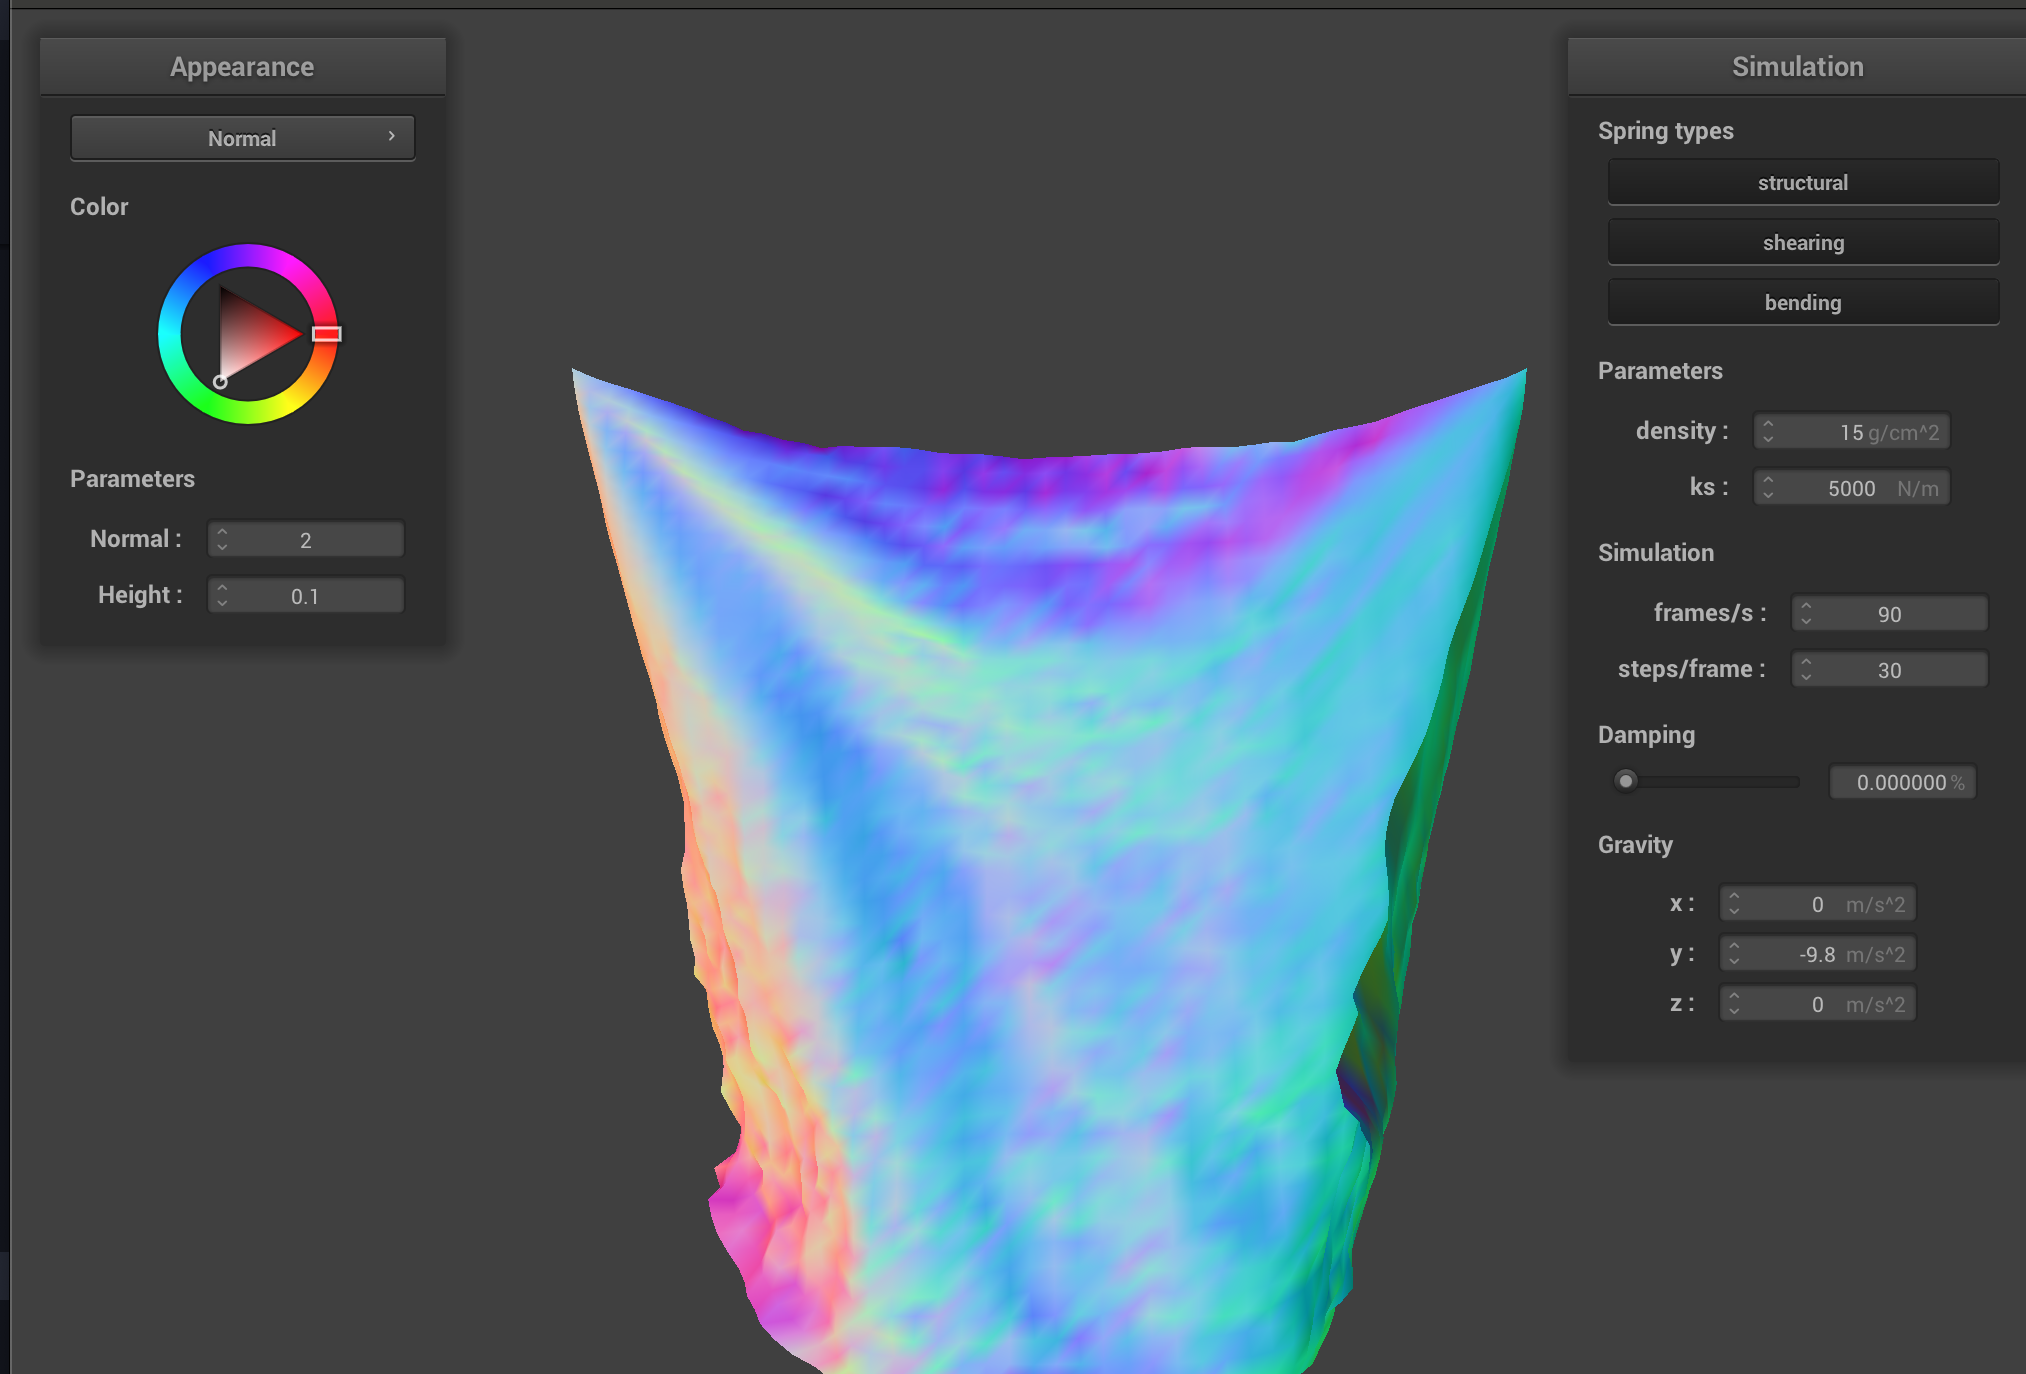 Appearance
Normal
Color
Parameters
Normal : 2
Height : 0.1
Simulation
Spring types
structural
shearing
bending
Parameters
density : 15 g/cm^2
ks : 5000 N/m
Simulation
frames/s : 90
steps/frame : 30
Damping
0.000000 %
Gravity
x : 0 m/s^2
y : -9.8 m/s^2
z : 0 m/s^2